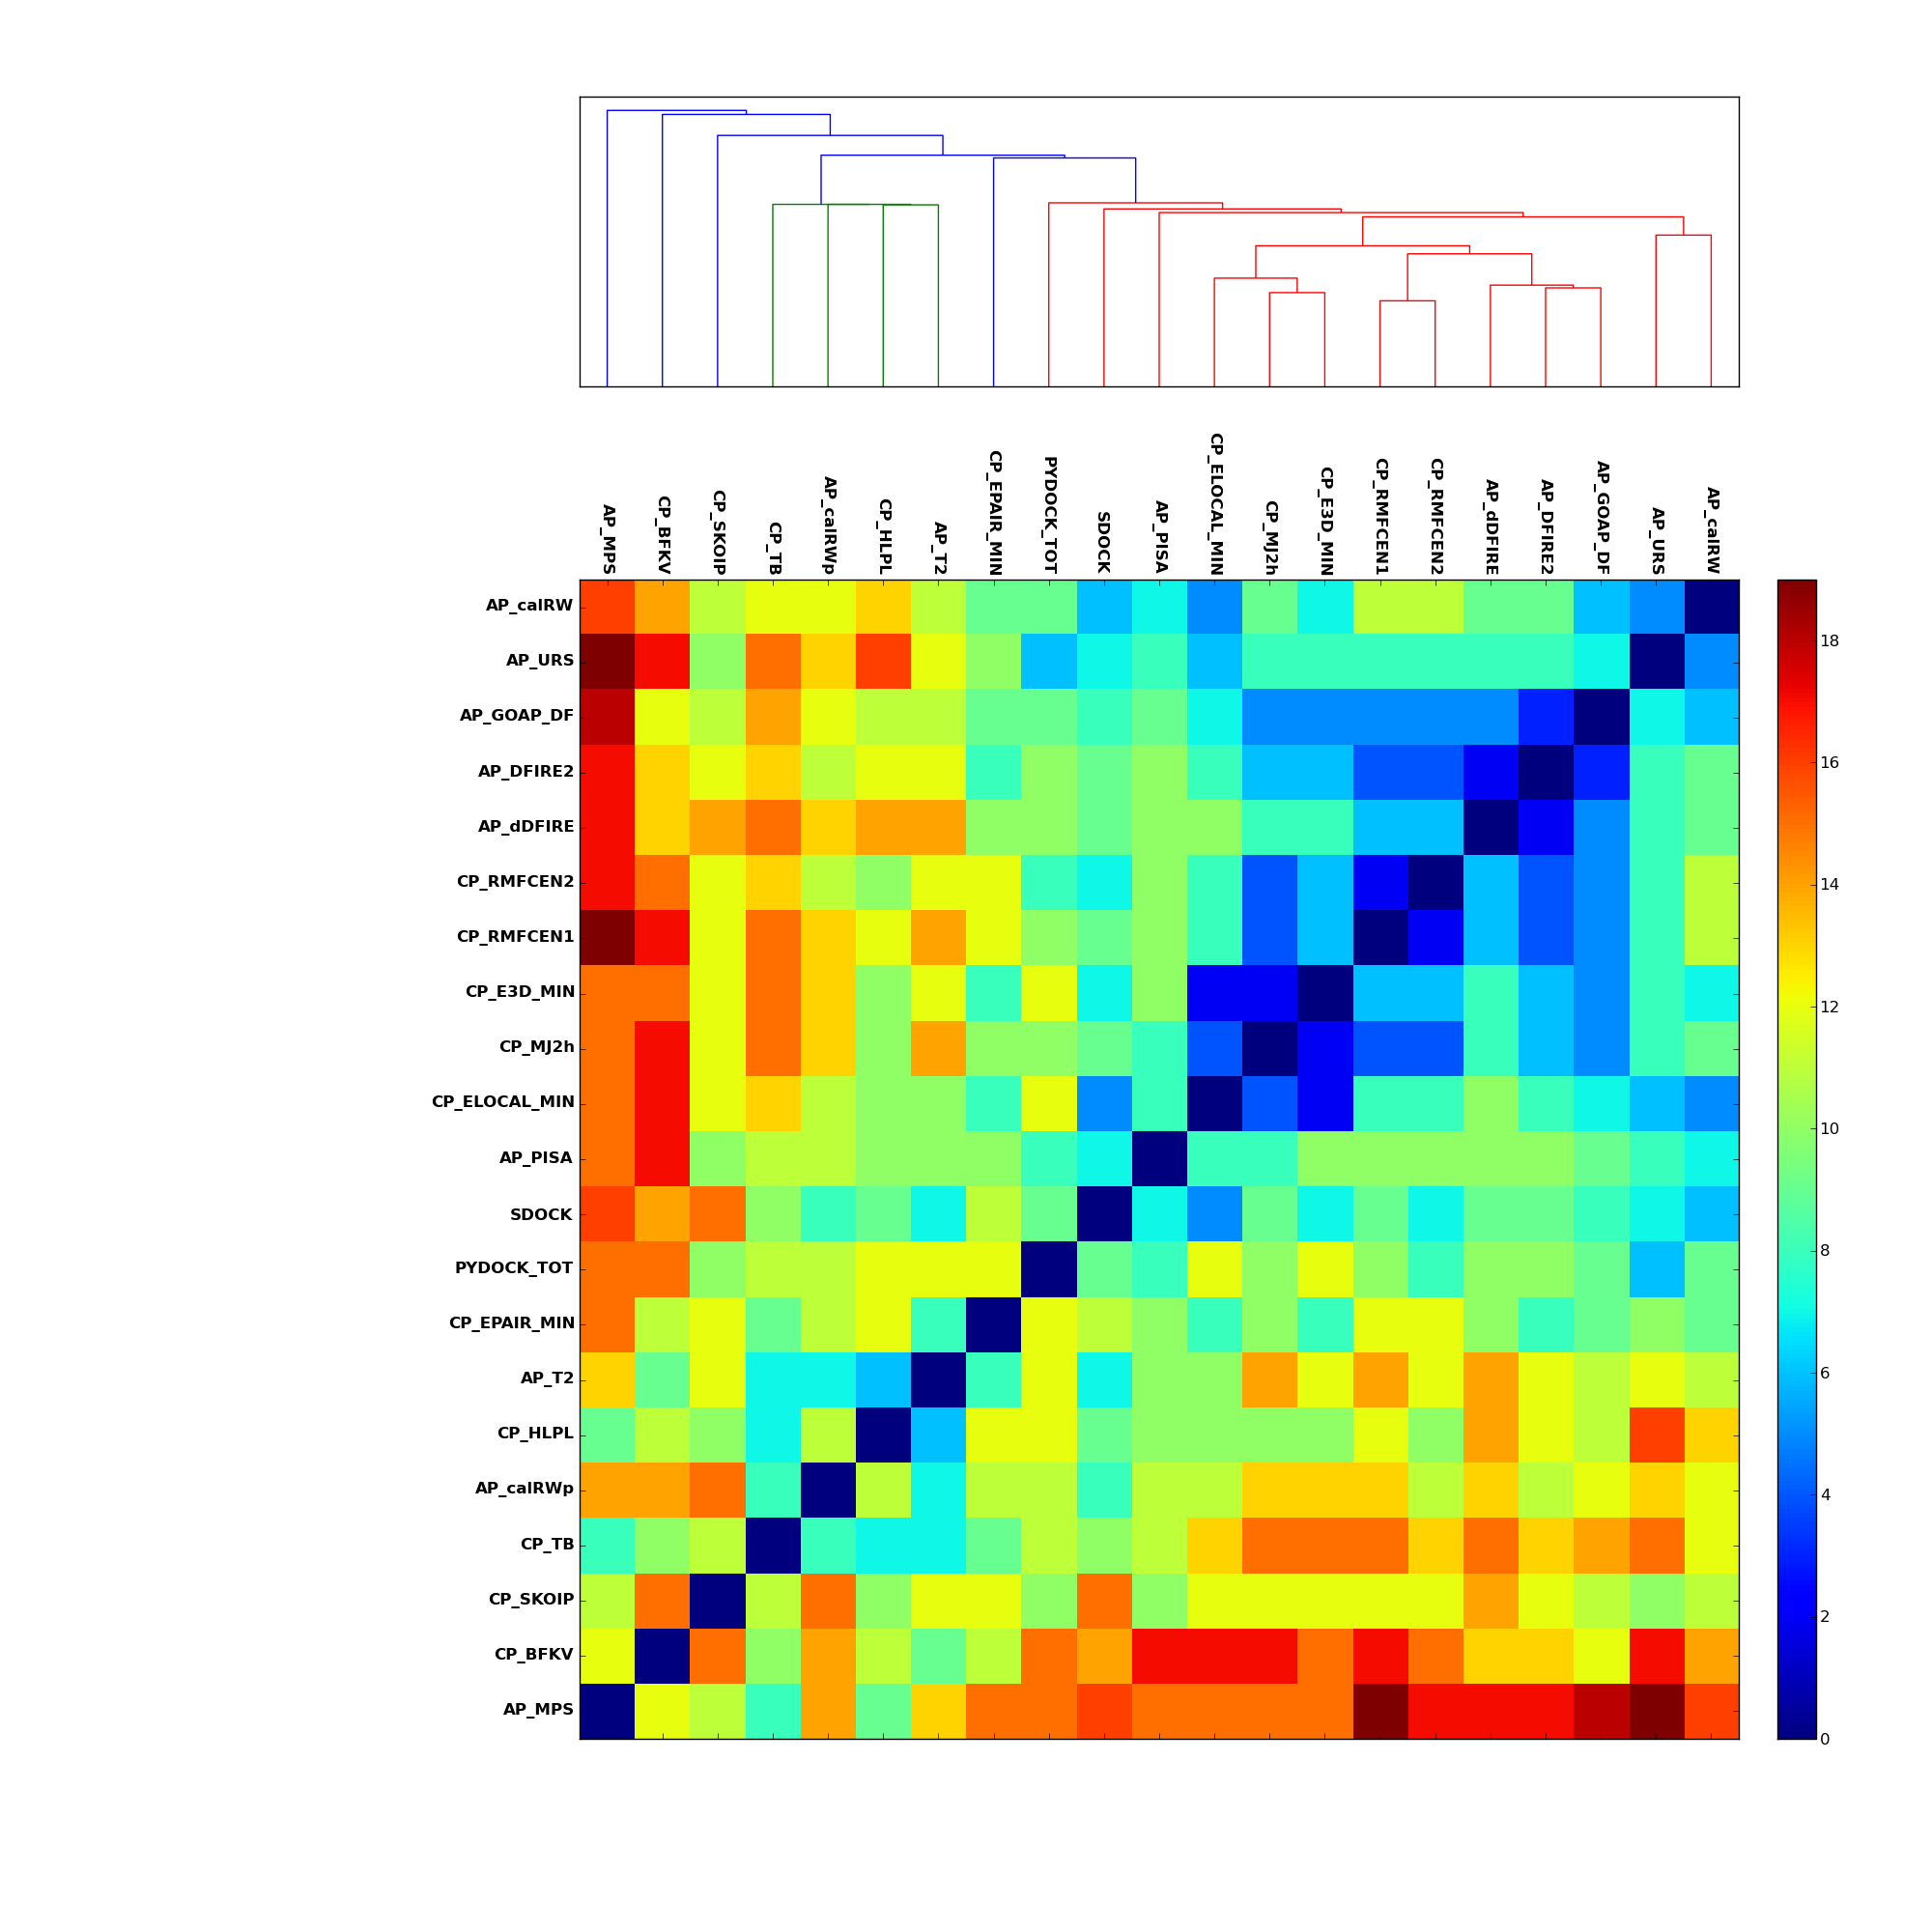 AP_MPS
CP_BFKV
CP_SKOIP
CP_TB
AP_calRWp
CP_HLPL
AP_T2
CP_EPAIR_MIN
PYDOCK_TOT
SDOCK
AP_PISA
CP_ELOCAL_MIN
CP_MJ2h
CP_E3D_MIN
CP_RMFCEN1
CP_RMFCEN2
AP_dDFIRE
AP_DFIRE2
AP_GOAP_DF
AP_URS
AP_calRW
AP_calRW
AP_URS
AP_GOAP_DF
AP_DFIRE2
AP_dDFIRE
CP_RMFCEN2
CP_RMFCEN1
CP_E3D_MIN
CP_MJ2h
CP_ELOCAL_MIN
AP_PISA
SDOCK
PYDOCK_TOT
CP_EPAIR_MIN
AP_T2
CP_HLPL
AP_calRWp
CP_TB
CP_SKOIP
CP_BFKV
AP_MPS
18
16
14
12
10
8
6
4
2
0